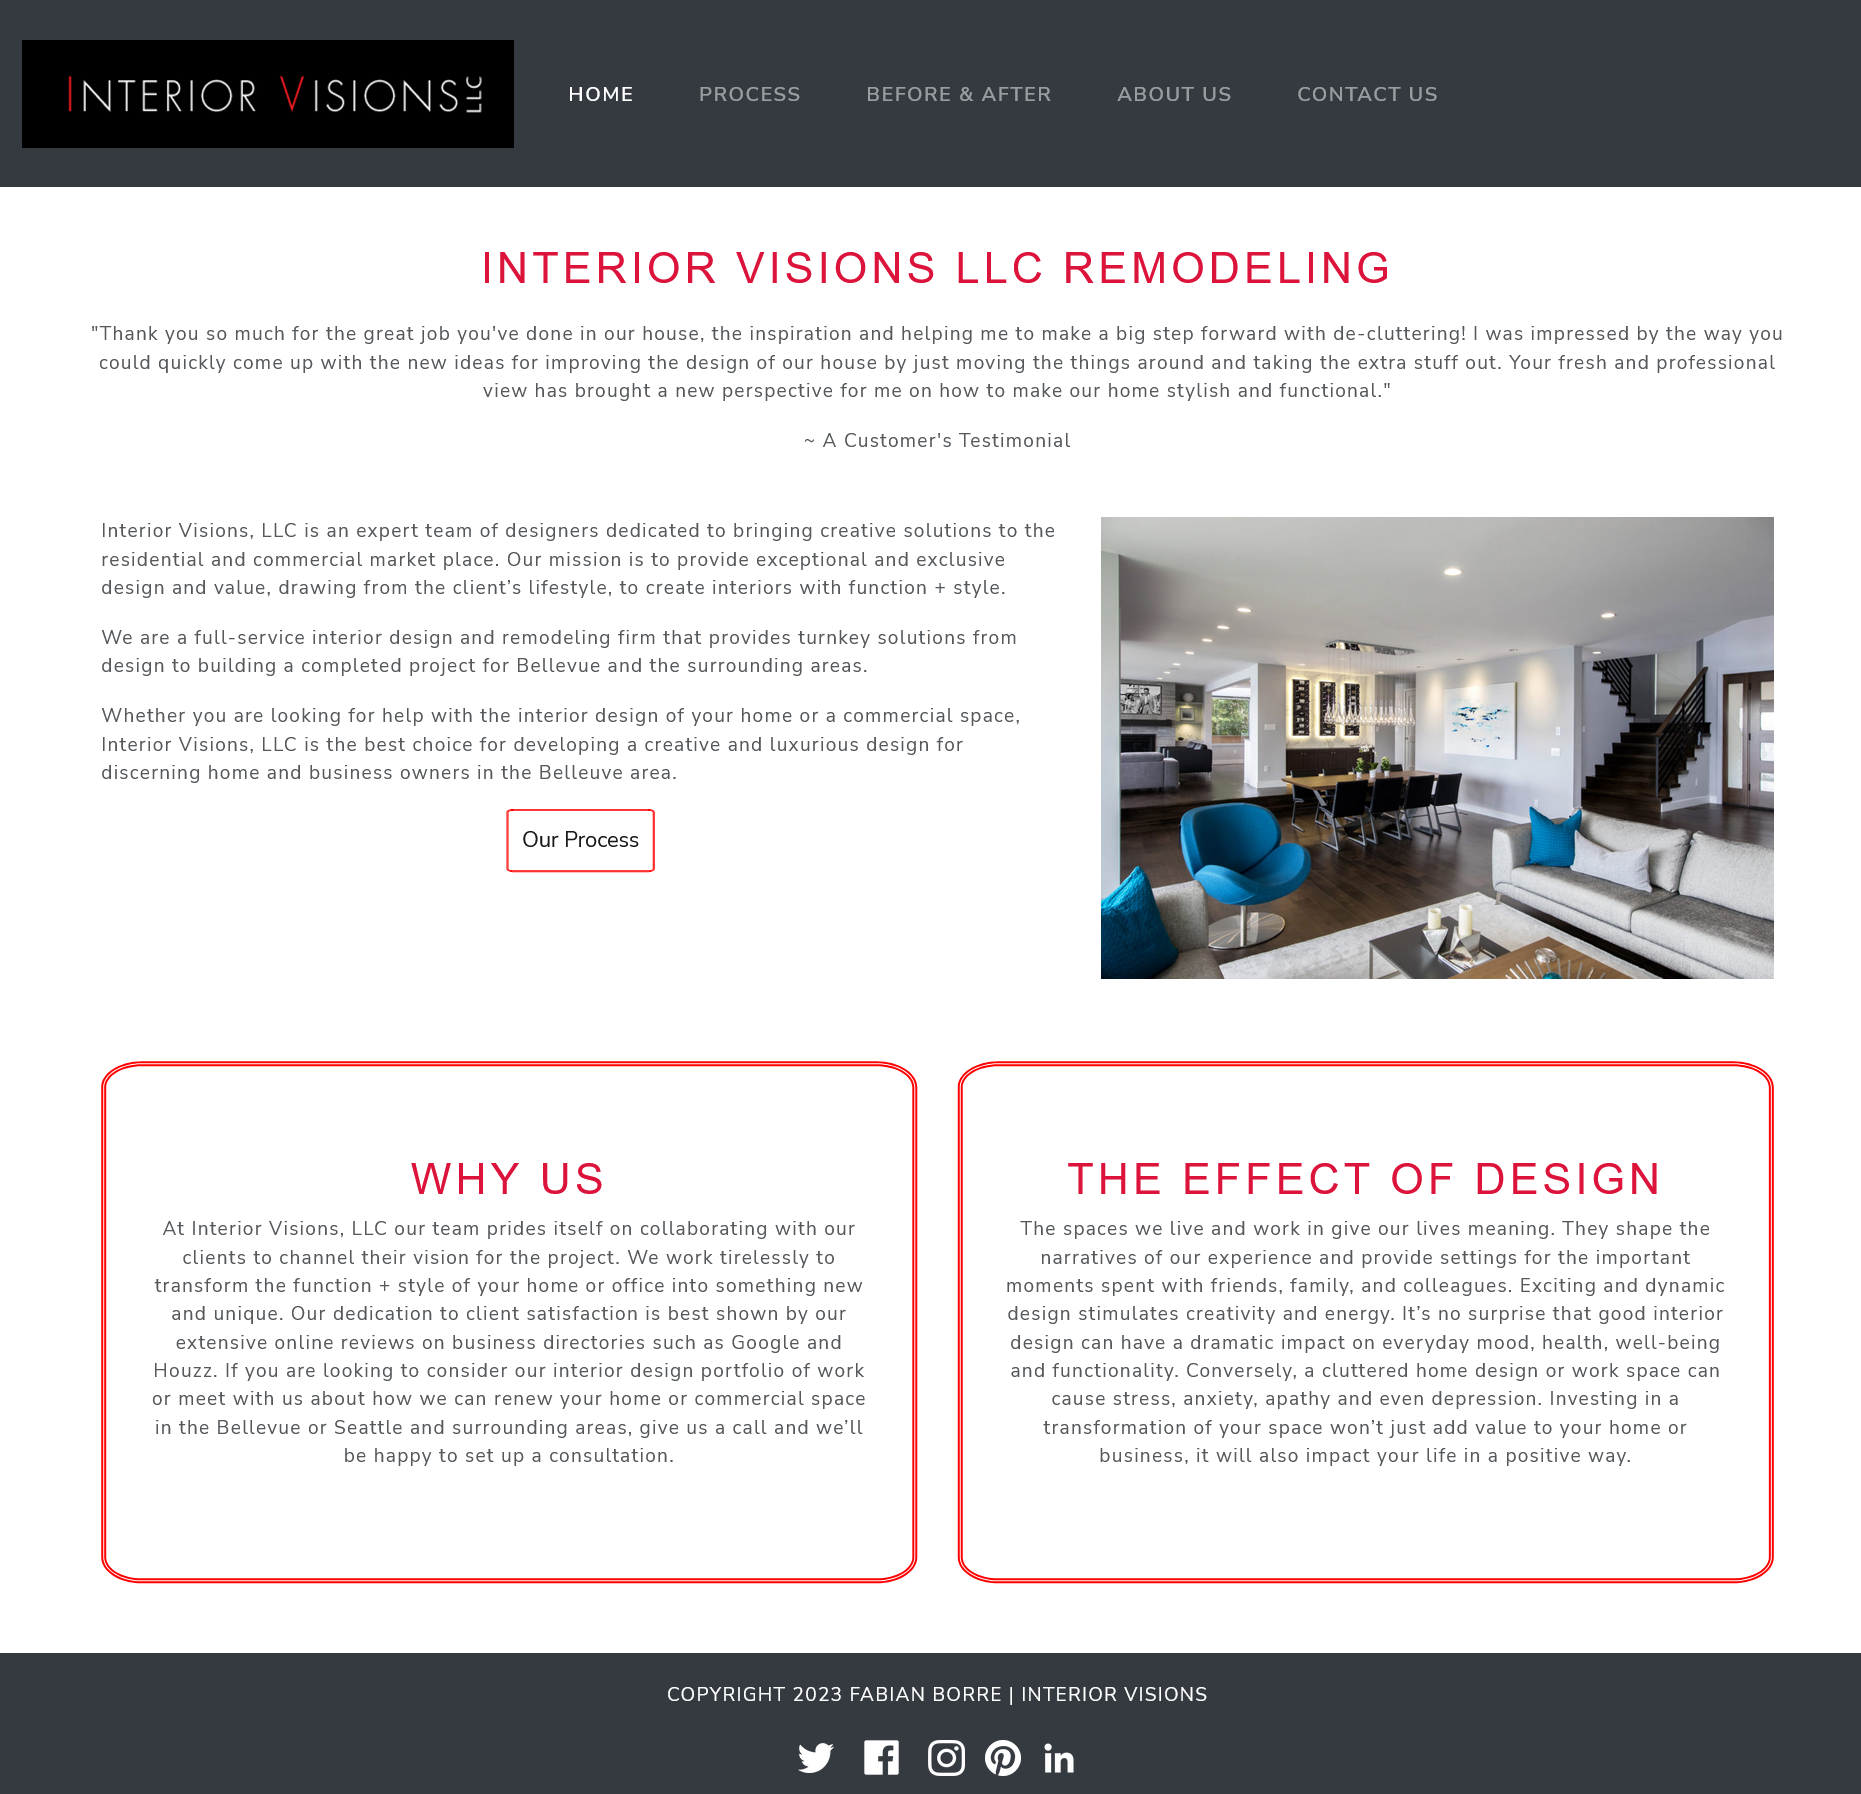 INTERIOR VISIONS LLC
HOME
PROCESS
BEFORE & AFTER
ABOUT US
CONTACT US
INTERIOR VISIONS LLC REMODELING
"Thank you so much for the great job you've done in our house, the inspiration and helping me to make a big step forward with de-cluttering! I was impressed by the way you
could quickly come up with the new ideas for improving the design of our house by just moving the things around and taking the extra stuff out. Your fresh and professional
view has brought a new perspective for me on how to make our home stylish and functional."
~ A Customer's Testimonial
Interior Visions, LLC is an expert team of designers dedicated to bringing creative solutions to the
residential and commercial market place. Our mission is to provide exceptional and exclusive
design and value, drawing from the client’s lifestyle, to create interiors with function + style.
We are a full-service interior design and remodeling firm that provides turnkey solutions from
design to building a completed project for Bellevue and the surrounding areas.
Whether you are looking for help with the interior design of your home or a commercial space,
Interior Visions, LLC is the best choice for developing a creative and luxurious design for
discerning home and business owners in the Belleuve area.
Our Process
WHY US
At Interior Visions, LLC our team prides itself on collaborating with our
clients to channel their vision for the project. We work tirelessly to
transform the function + style of your home or office into something new
and unique. Our dedication to client satisfaction is best shown by our
extensive online reviews on business directories such as Google and
Houzz. If you are looking to consider our interior design portfolio of work
or meet with us about how we can renew your home or commercial space
in the Bellevue or Seattle and surrounding areas, give us a call and we’ll
be happy to set up a consultation.
THE EFFECT OF DESIGN
The spaces we live and work in give our lives meaning. They shape the
narratives of our experience and provide settings for the important
moments spent with friends, family, and colleagues. Exciting and dynamic
design stimulates creativity and energy. It’s no surprise that good interior
design can have a dramatic impact on everyday mood, health, well-being
and functionality. Conversely, a cluttered home design or work space can
cause stress, anxiety, apathy and even depression. Investing in a
transformation of your space won’t just add value to your home or
business, it will also impact your life in a positive way.
COPYRIGHT 2023 FABIAN BORRE | INTERIOR VISIONS